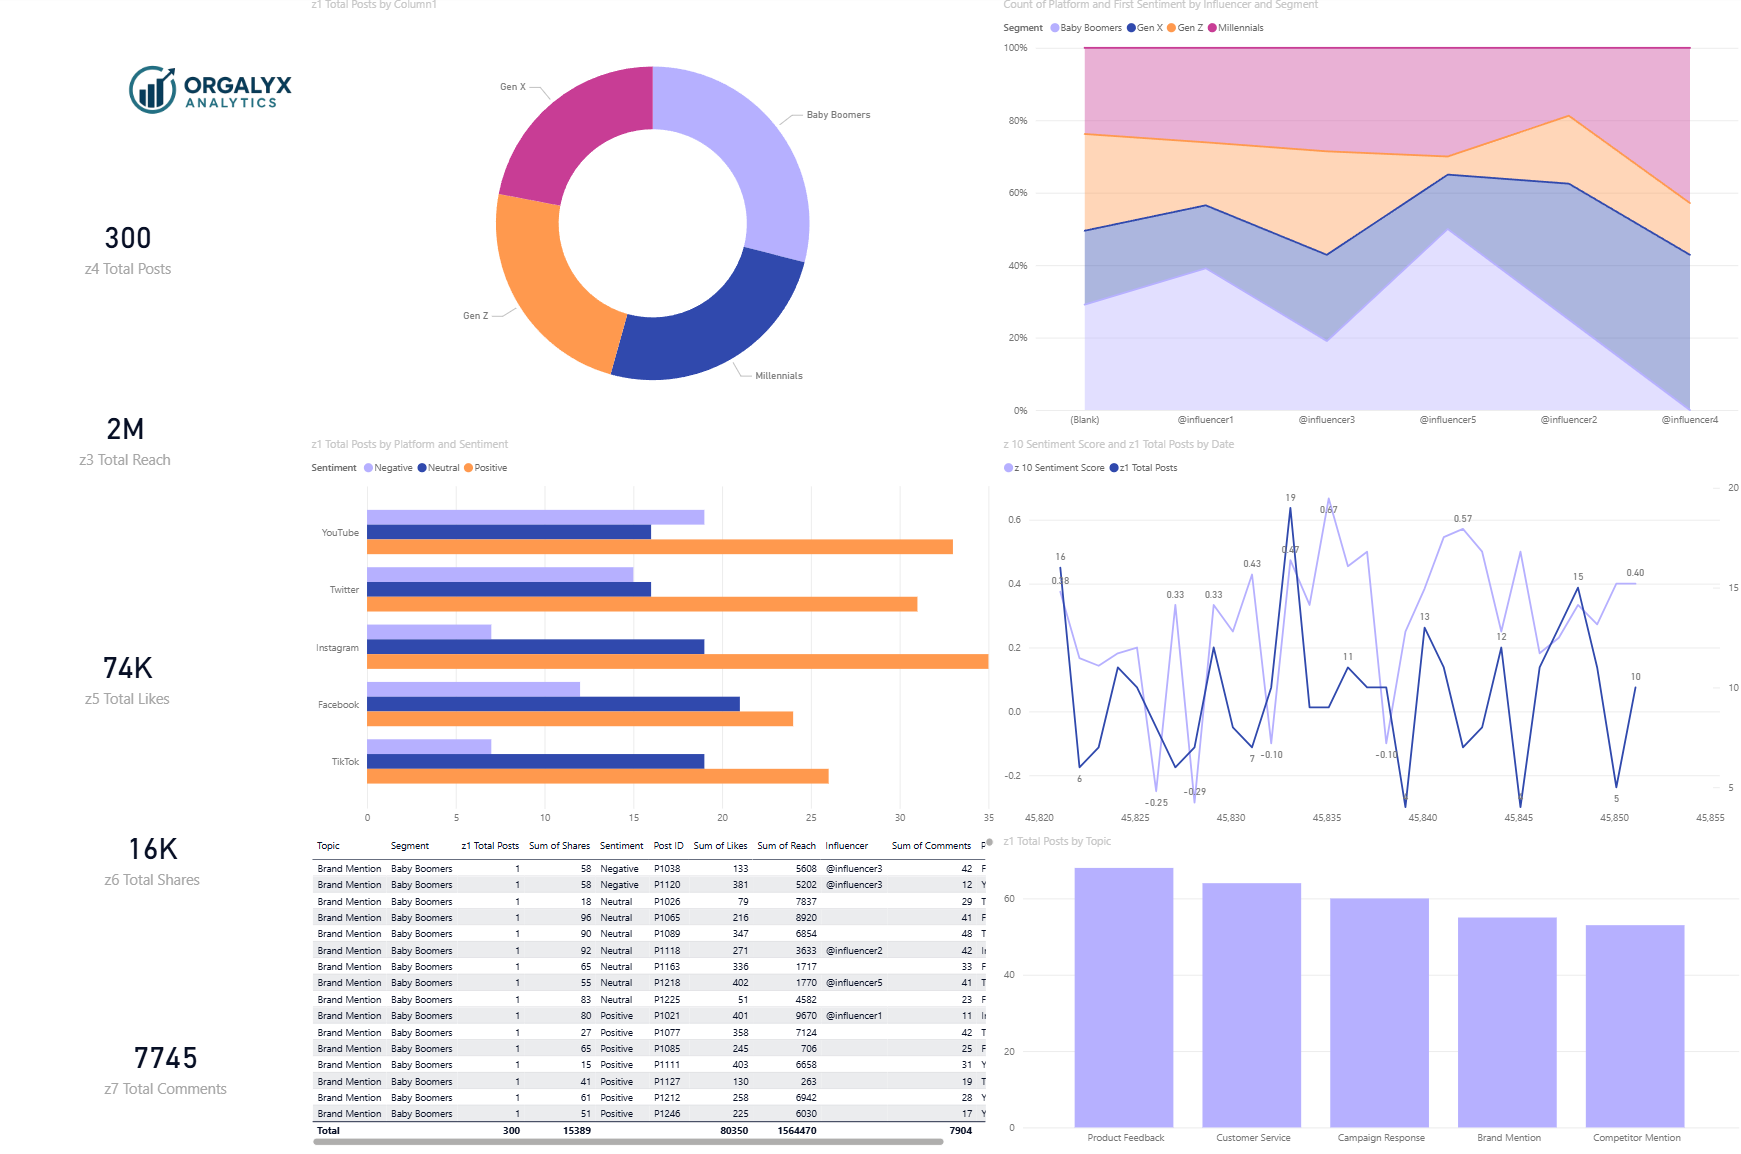 z1 Total Posts by Column1
Count of Platform and First Sentiment by Influencer and Segment
ORGALYX
ANALYTICS
300
z4 Total Posts
2M
z3 Total Reach
74K
z5 Total Likes
16K
z6 Total Shares
7745
z7 Total Comments
Gen X
Baby Boomers
Gen Z
Millennials
Segment Baby Boomers Gen X Gen Z Millennials
100%
80%
60%
40%
20%
0%
(Blank) @influencer1 @influencer3 @influencer5 @influencer2 @influencer4
z1 Total Posts by Platform and Sentiment
Sentiment Negative Neutral Positive
YouTube
Twitter
Instagram
Facebook
TikTok
0 5 10 15 20 25 30 35
z 10 Sentiment Score and z1 Total Posts by Date
z 10 Sentiment Score z1 Total Posts
0.6
0.4
0.2
0.0
-0.2
20
15
10
5
16
0.38
6
-0.25
0.33
-0.29
0.33
0.43
7
-0.10
19
0.47
0.67
11
-0.10
13
0.57
12
15
5
0.40
10
45,820 45,825 45,830 45,835 45,840 45,845 45,850 45,855
Topic Segment z1 Total Posts Sum of Shares Sentiment Post ID Sum of Likes Sum of Reach Influencer Sum of Comments P
Brand Mention Baby Boomers 1 58 Negative P1038 133 5608 @influencer3 42 F
Brand Mention Baby Boomers 1 58 Negative P1120 381 5202 @influencer3 12 Y
Brand Mention Baby Boomers 1 18 Neutral P1026 79 7837 29 T
Brand Mention Baby Boomers 1 96 Neutral P1065 216 8920 41 F
Brand Mention Baby Boomers 1 90 Neutral P1089 347 6854 48 T
Brand Mention Baby Boomers 1 92 Neutral P1118 271 3633 @influencer2 42 I
Brand Mention Baby Boomers 1 65 Neutral P1163 336 1717 33 F
Brand Mention Baby Boomers 1 55 Neutral P1218 402 1770 @influencer5 41 T
Brand Mention Baby Boomers 1 83 Neutral P1225 51 4582 23 F
Brand Mention Baby Boomers 1 80 Positive P1021 401 9670 @influencer1 11 I
Brand Mention Baby Boomers 1 27 Positive P1077 358 7124 42 T
Brand Mention Baby Boomers 1 65 Positive P1085 245 706 25 F
Brand Mention Baby Boomers 1 15 Positive P1111 403 6658 31 Y
Brand Mention Baby Boomers 1 41 Positive P1127 130 263 19 T
Brand Mention Baby Boomers 1 61 Positive P1212 258 6942 28 Y
Brand Mention Baby Boomers 1 51 Positive P1246 225 6030 17 Y
Total 300 15389 80350 1564470 7904
z1 Total Posts by Topic
60
40
20
0
Product Feedback Customer Service Campaign Response Brand Mention Competitor Mention